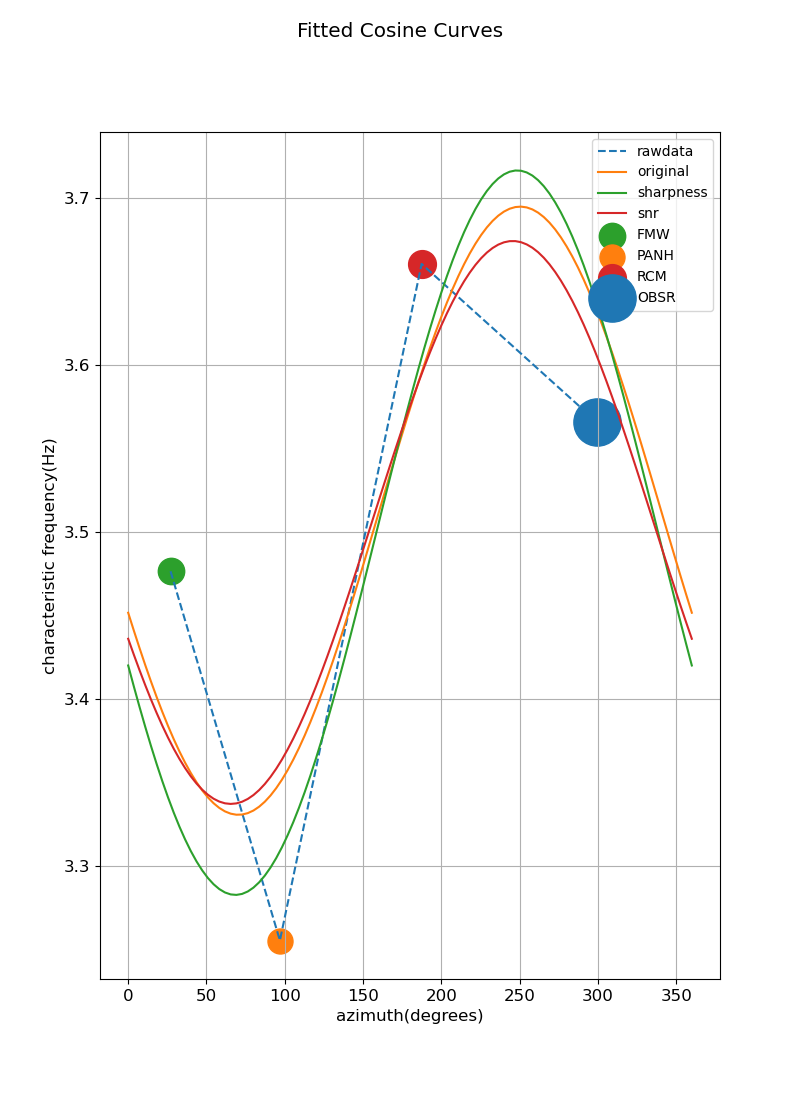 Fitted Cosine Curves
rawdata
original
sharpness
snr
FMW
PANH
RCM
OBSR
3.7
3.6
3.5
3.4
3.3
characteristic frequency(Hz)
0 50 100 150 200 250 300 350
azimuth(degrees)